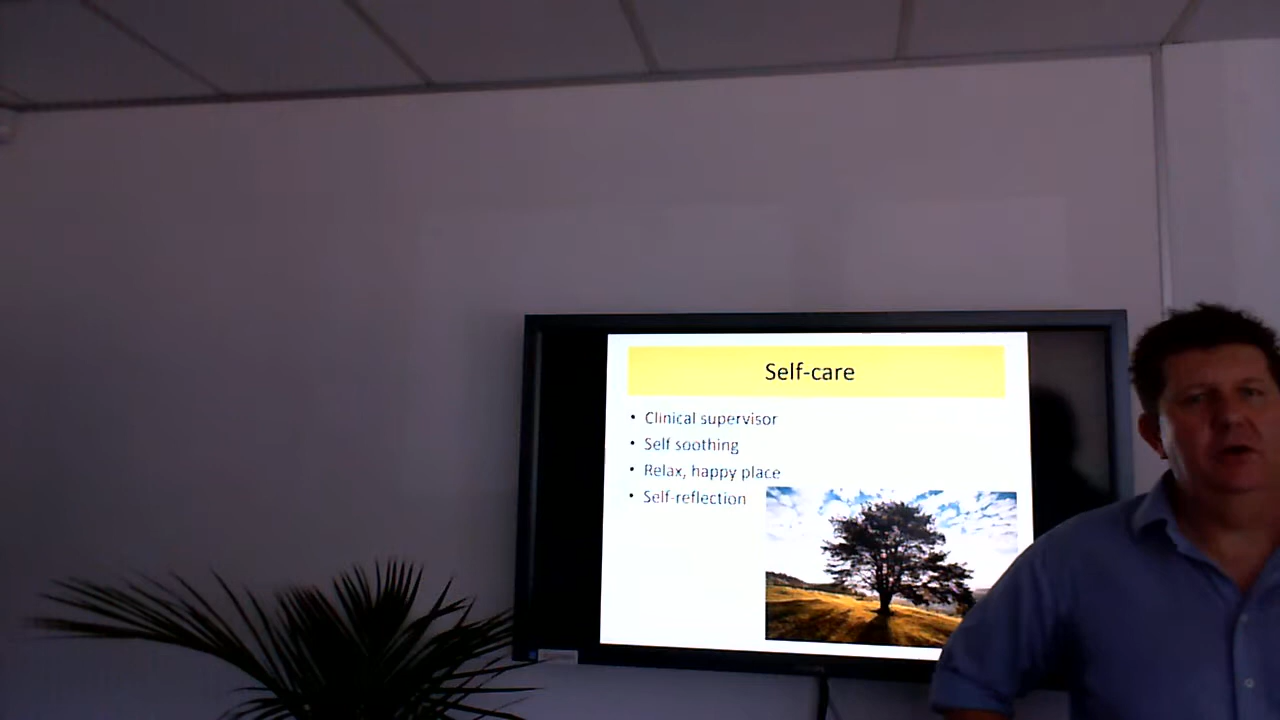 Self-care
• Clinical supervisor
• Self soothing
• Relax, happy place
• Self-reflection